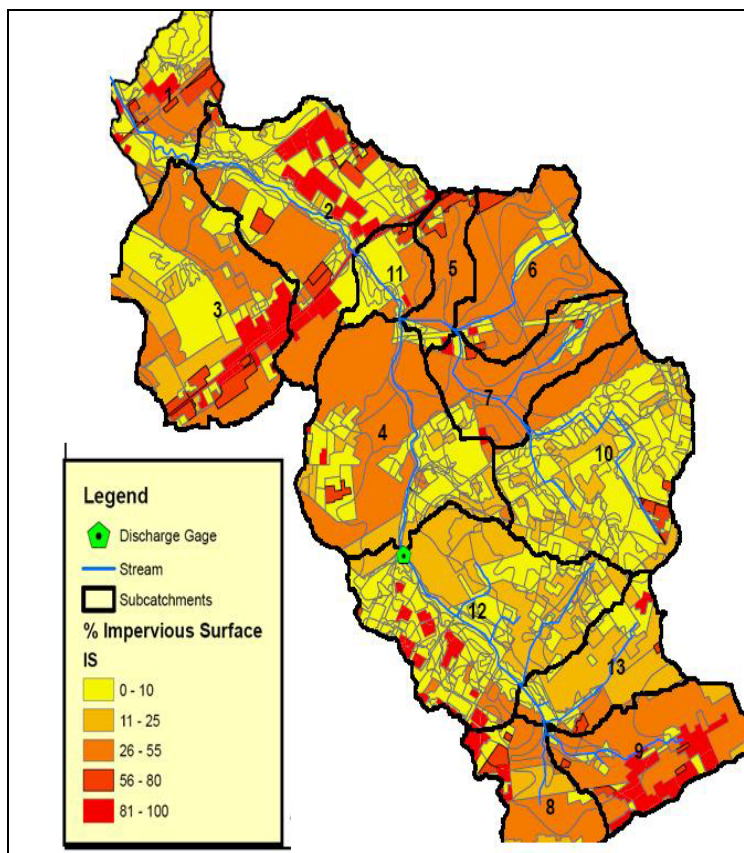 1
2
11
5
6
3
7
4
10
12
13
9
8
Legend
Discharge Gage
Stream
Subcatchments
% Impervious Surface
IS
0 - 10
11 - 25
26 - 55
56 - 80
81 - 100